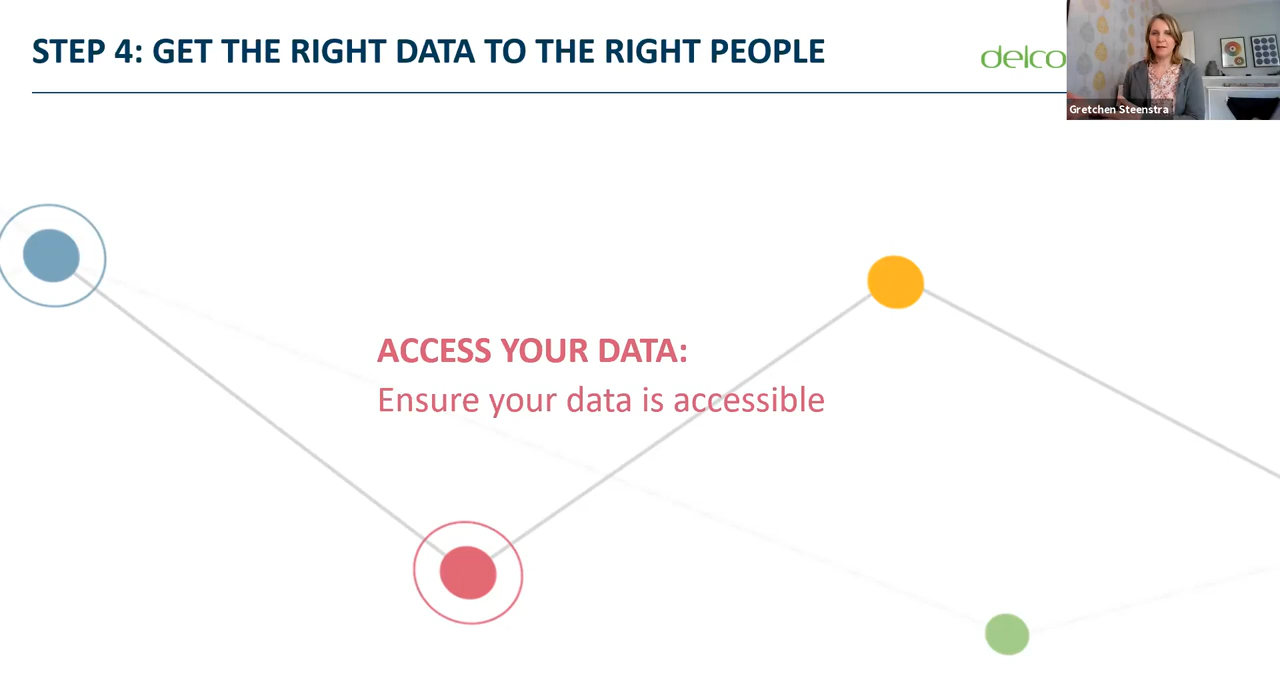 STEP 4: GET THE RIGHT DATA TO THE RIGHT PEOPLE
delco
Gretchen Steenstra
ACCESS YOUR DATA:
Ensure your data is accessible